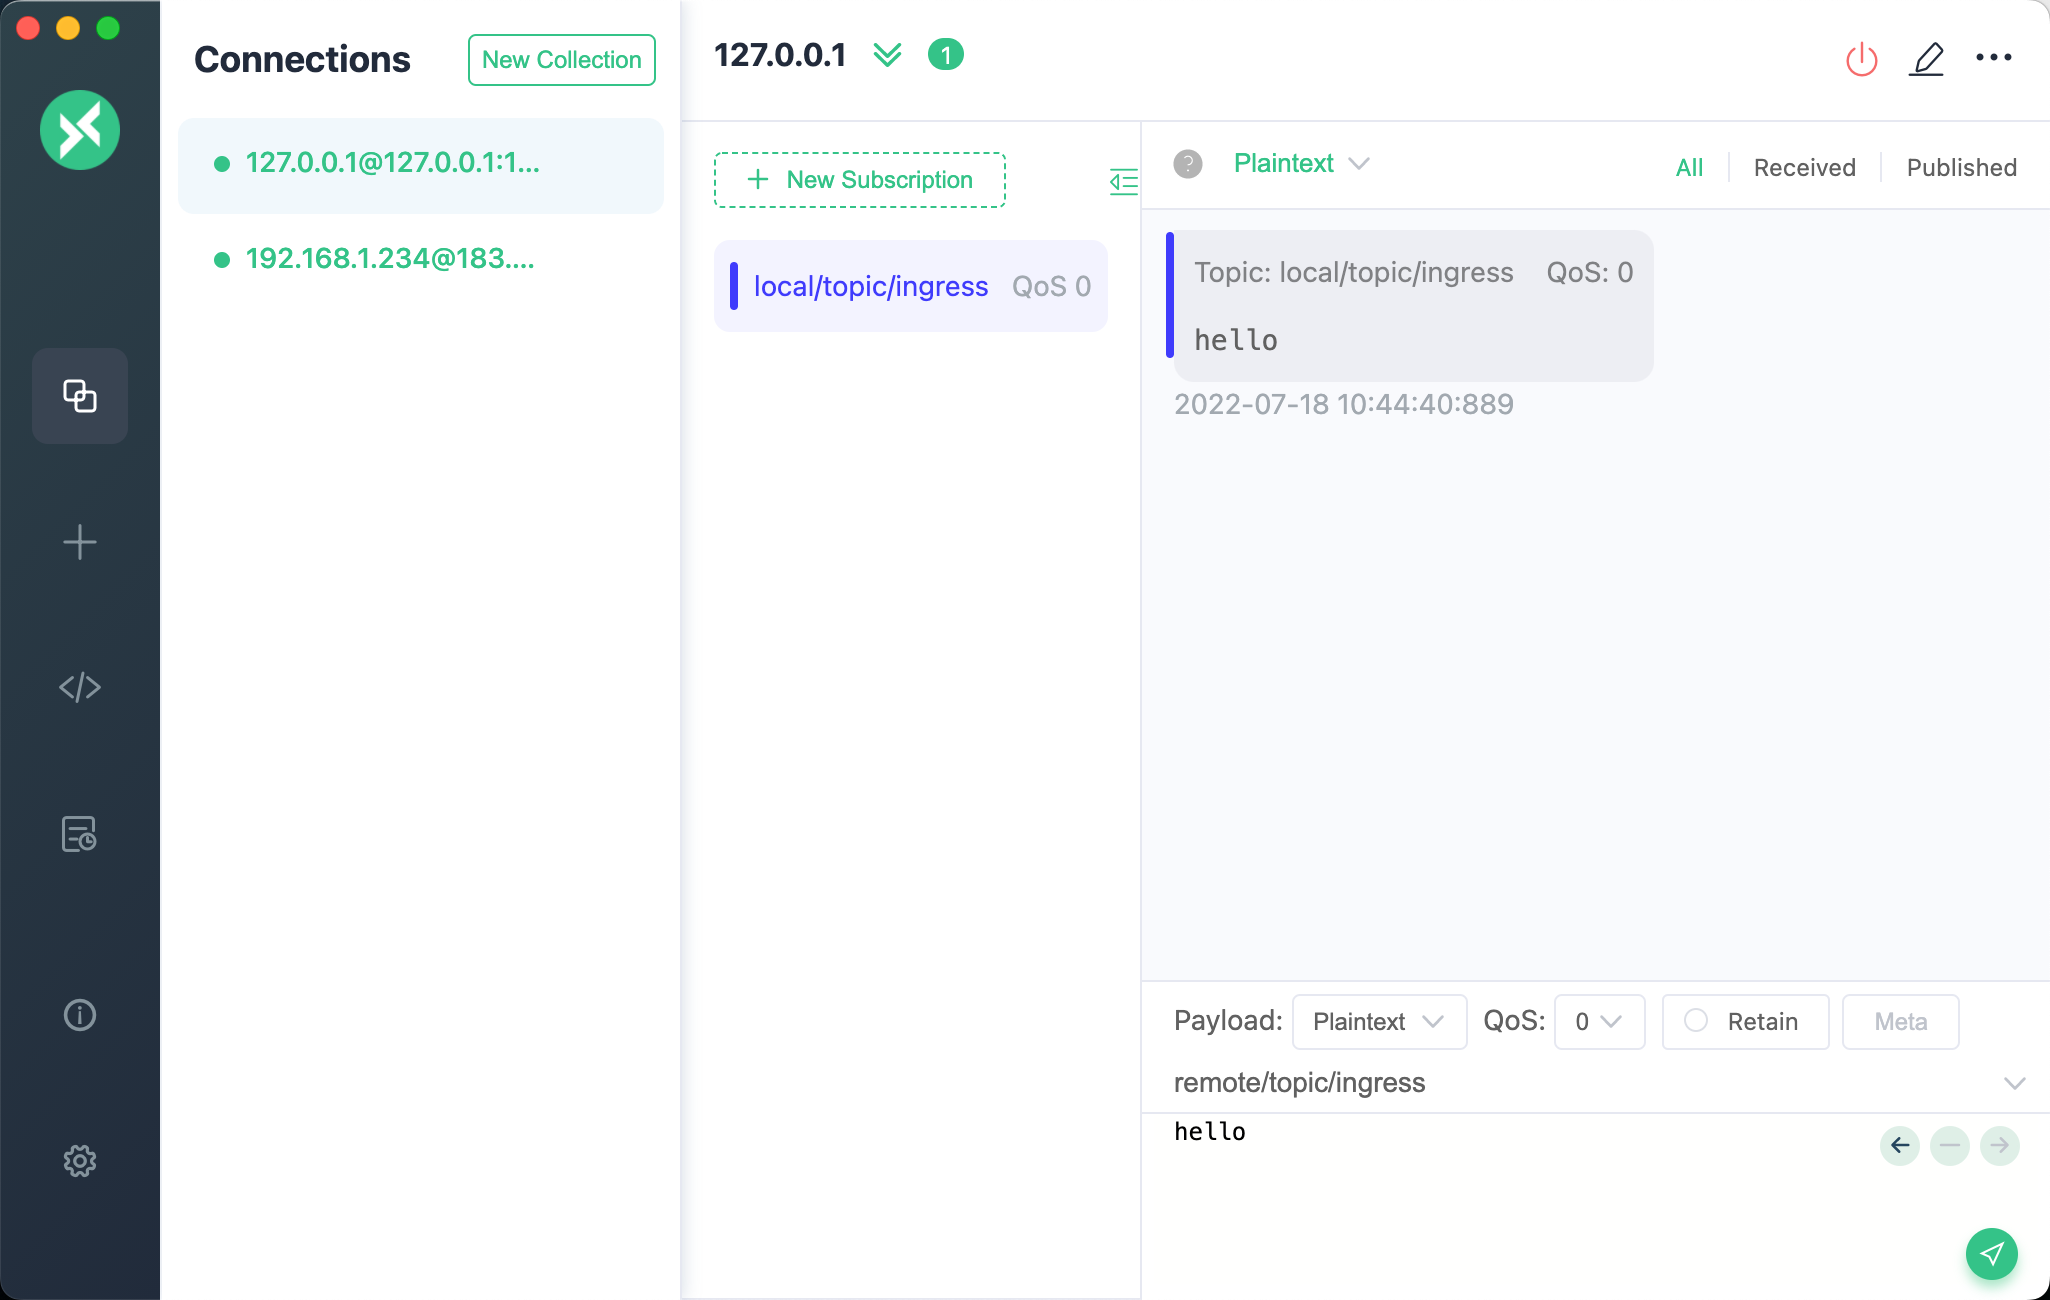 Connections
New Collection
127.0.0.1@127.0.0.1:1...
192.168.1.234@183....
127.0.0.1
1
New Subscription
local/topic/ingress QoS 0
? Plaintext
All Received Published
Topic: local/topic/ingress QoS: 0
hello
2022-07-18 10:44:40:889
Payload: Plaintext QoS: 0 Retain Meta
remote/topic/ingress
hello